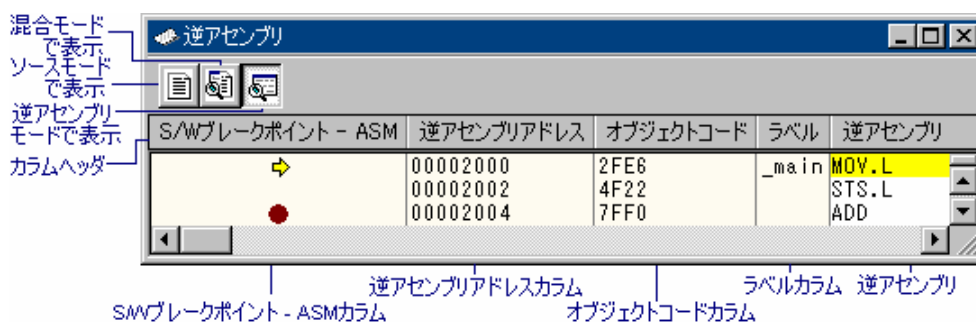 混合モード
で表示
ソースモード
で表示
逆アセンブリ
モードで表示
カラムヘッダ
逆アセンブリ
S/Wブレークポイント - ASM 逆アセンブリアドレス オブジェクトコード ラベル 逆アセンブリ
00002000 2FE6 _main MOV.L
00002002 4F22 STS.L
00002004 7FF0 ADD
逆アセンブリアドレスカラム ラベルカラム 逆アセンブリ
S/Wブレークポイント - ASMカラム オブジェクトコードカラム